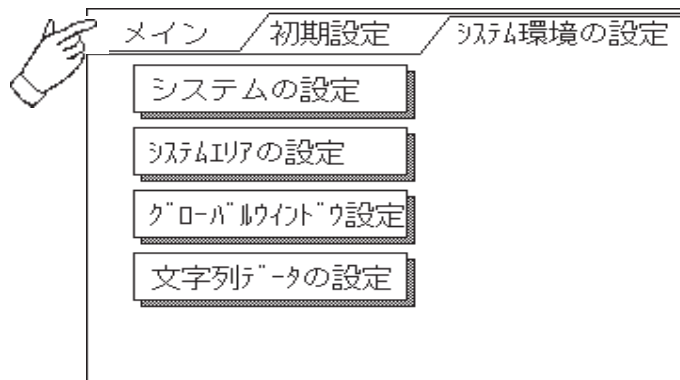 メイン 初期設定 ｼｽﾃﾑ環境の設定
システムの設定
ｼｽﾃﾑｴﾘｱの設定
ｸﾞﾛｰﾊﾞﾙｳｲﾝﾄﾞｳ設定
文字列ﾃﾞｰﾀの設定